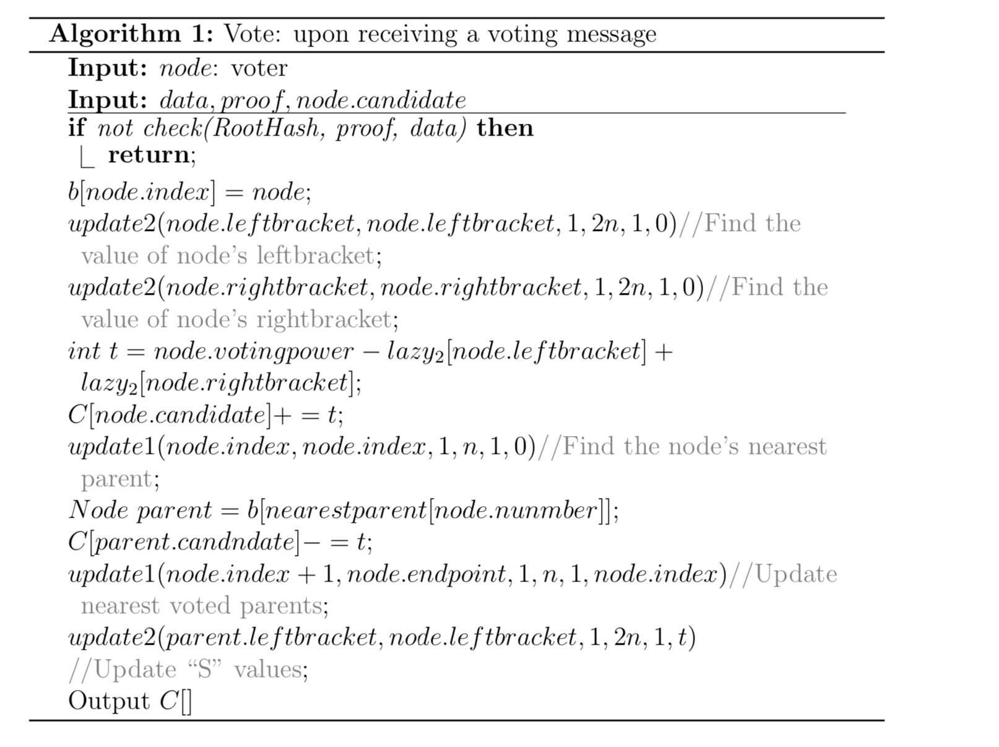 Algorithm 1: Vote: upon receiving a voting message
Input: node: voter
Input: data, proof, node.candidate
if not check(RootHash, proof, data) then
return;
b[node.index] = node;
update2(node.leftbracket, node.leftbracket, 1, 2n, 1, 0)//Find the
value of node's leftbracket;
update2(node.rightbracket, node.rightbracket, 1, 2n, 1, 0)//Find the
value of node's rightbracket;
int t = node.votingpower − lazy₂[node.leftbracket] +
lazy₂[node.rightbracket];
C[node.candidate]+ = t;
update1(node.index, node.index, 1, n, 1, 0)//Find the node's nearest
parent;
Node parent = b[nearestparent[node.nunmber]];
C[parent.candndate]− = t;
update1(node.index + 1, node.endpoint, 1, n, 1, node.index)//Update
nearest voted parents;
update2(parent.leftbracket, node.leftbracket, 1, 2n, 1, t)
//Update “S” values;
Output C[]